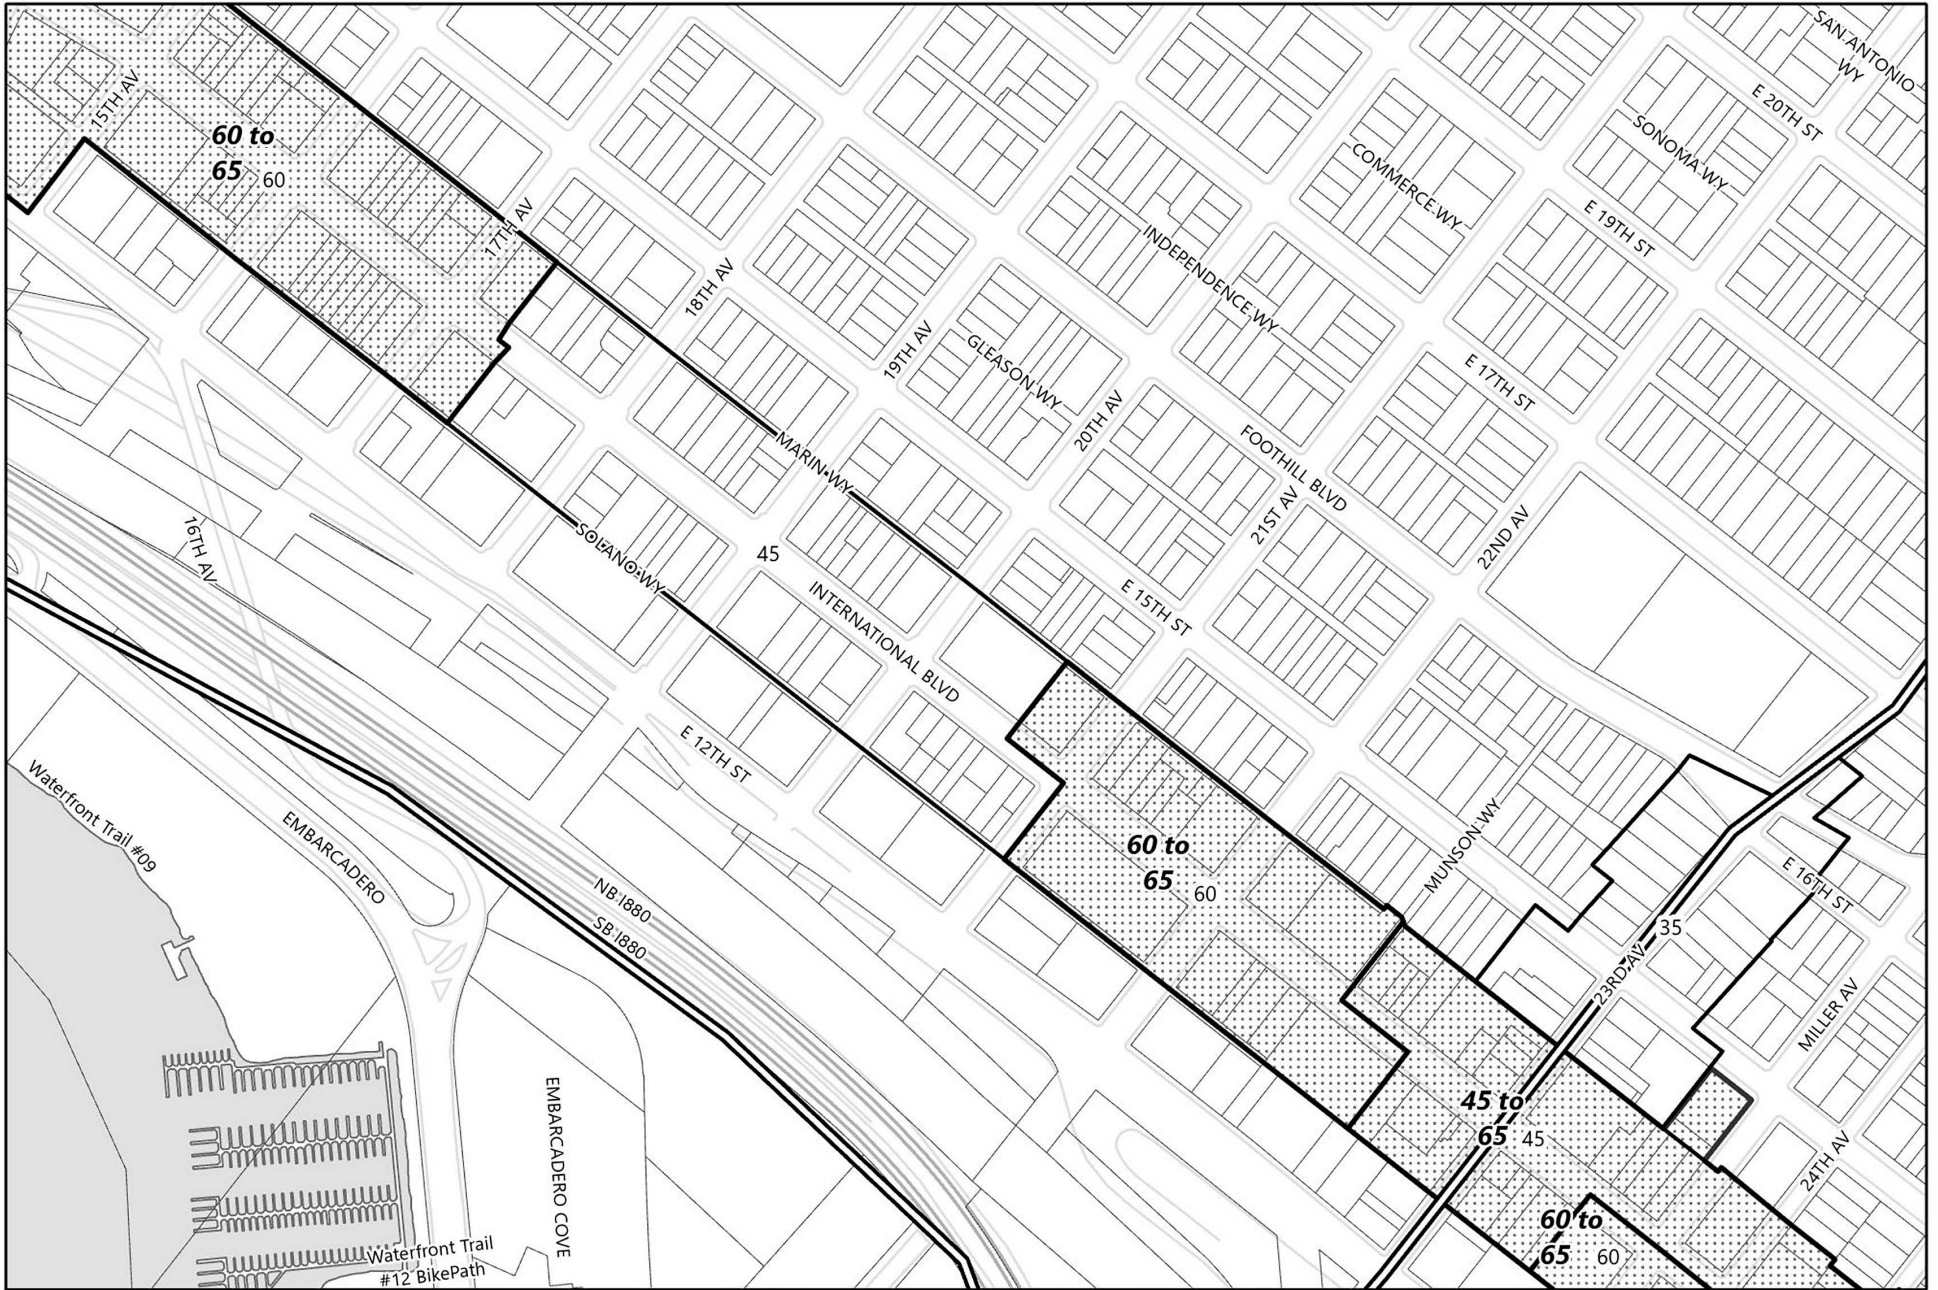 SAN ANTONIO
WY
E 20TH ST
15TH AV
SONOMA WY
60 to
65 60
COMMERCE WY
E 19TH ST
17TH AV
INDEPENDENCE WY
18TH AV
19TH AV
GLEASON WY
E 17TH ST
20TH AV
FOOTHILL BLVD
MARIN WY
21ST AV
22ND AV
16TH AV
SOLANO WY
45
E 15TH ST
INTERNATIONAL BLVD
E 12TH ST
Waterfront Trail #09
EMBARCADERO
MUNSON WY
60 to
65 60
E 16TH ST
NB I880
SB I880
35
23RD AV
MILLER AV
EMBARCADERO COVE
45 to
65 45
24TH AV
60 to
65 60
Waterfront Trail
#12 BikePath